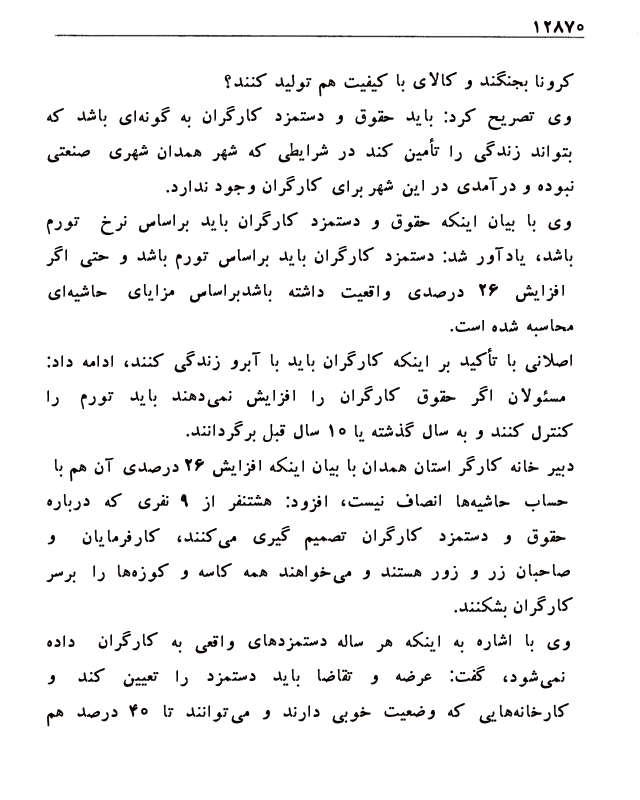 ۱۲۸۷۰
کرونا بجنگند و کالای با کیفیت هم تولید کنند؟
وی تصریح کرد: باید حقوق و دستمزد کارگران به گونه‌ای باشد که
بتواند زندگی را تأمین کند در شرایطی که شهر همدان شهری صنعتی
نبوده و درآمدی در این شهر برای کارگران وجود ندارد.
وی با بیان اینکه حقوق و دستمزد کارگران باید براساس نرخ تورم
باشد، یادآور شد: دستمزد کارگران باید براساس تورم باشد و حتی اگر
افزایش ۲۶ درصدی واقعیت داشته باشدبراساس مزایای حاشیه‌ای
محاسبه شده است.
اصلانی با تأکید بر اینکه کارگران باید با آبرو زندگی کنند، ادامه داد:
مسئولان اگر حقوق کارگران را افزایش نمی‌دهند باید تورم را
کنترل کنند و به سال گذشته یا ۱۰ سال قبل برگردانند.
دبیر خانه کارگر استان همدان با بیان اینکه افزایش ۲۶ درصدی آن هم با
حساب حاشیه‌ها انصاف نیست، افزود: هشتنفر از ۹ نفری که درباره
حقوق و دستمزد کارگران تصمیم گیری می‌کنند، کارفرمایان و
صاحبان زر و زور هستند و می‌خواهند همه کاسه و کوزه‌ها را برسر
کارگران بشکنند.
وی با اشاره به اینکه هر ساله دستمزدهای واقعی به کارگران داده
نمی‌شود، گفت: عرضه و تقاضا باید دستمزد را تعیین کند و
کارخانه‌هایی که وضعیت خوبی دارند و می‌توانند تا ۴۰ درصد هم